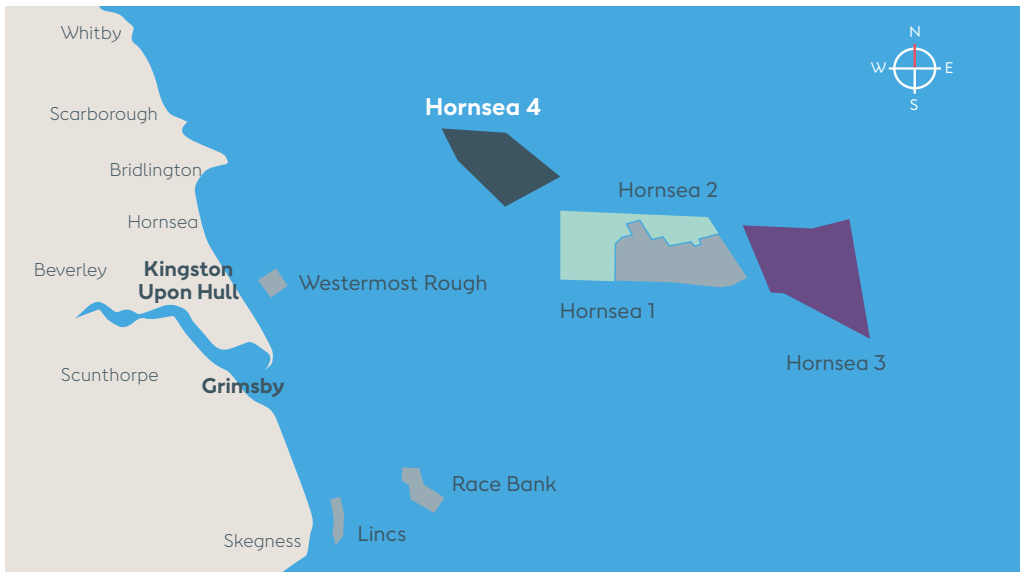 Whitby
N
W
E
S
Scarborough
Hornsea 4
Bridlington
Hornsea 2
Hornsea
Beverley
Kingston
Upon Hull
Westermost Rough
Hornsea 1
Hornsea 3
Scunthorpe
Grimsby
Race Bank
Lincs
Skegness